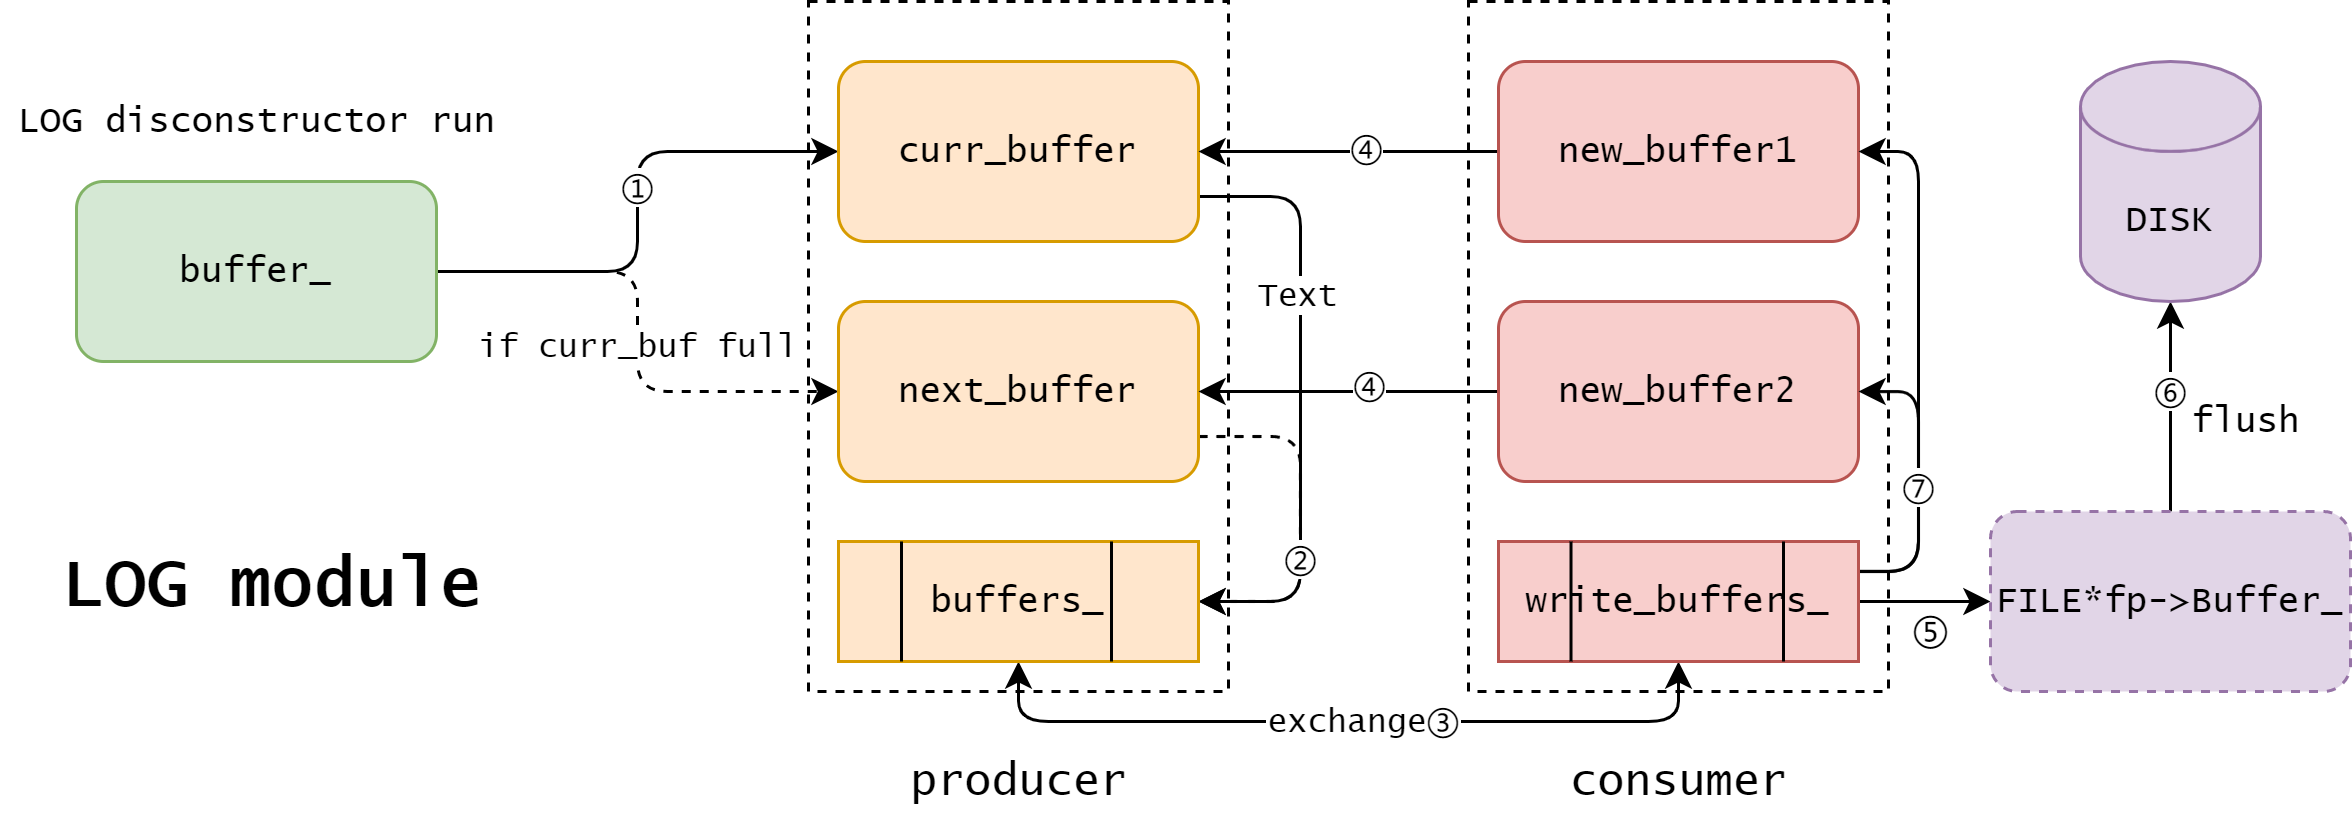 LOG disconstructor run
buffer_
①
if curr_buf full
LOG module
curr_buffer
next_buffer
buffers_
Text
②
④
④
exchange③
producer
new_buffer1
new_buffer2
write_buffers_
consumer
⑦
⑤
FILE*fp->Buffer_
⑥
flush
DISK